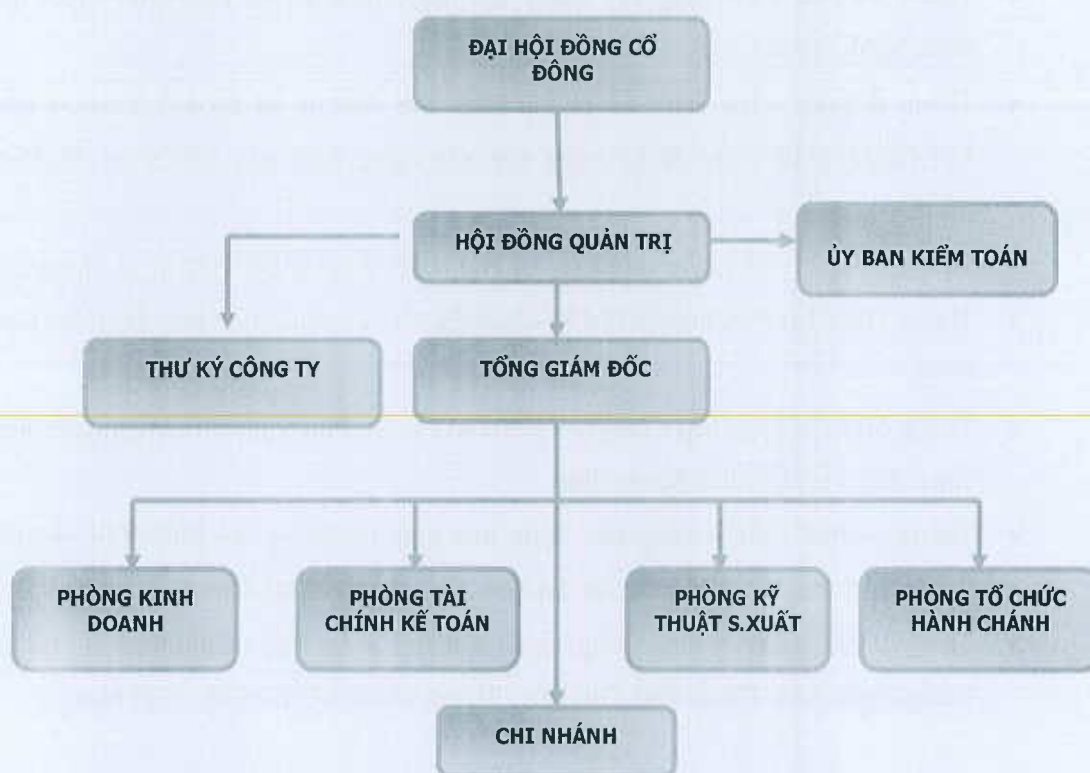 ĐẠI HỘI ĐỒNG CỔ
ĐÔNG
HỘI ĐỒNG QUẢN TRỊ
ỦY BAN KIỂM TOÁN
THƯ KÝ CÔNG TY
TỔNG GIÁM ĐỐC
PHÒNG KINH
DOANH
PHÒNG TÀI
CHÍNH KẾ TOÁN
PHÒNG KỸ
THUẬT S.XUẤT
PHÒNG TỔ CHỨC
HÀNH CHÁNH
CHI NHÁNH